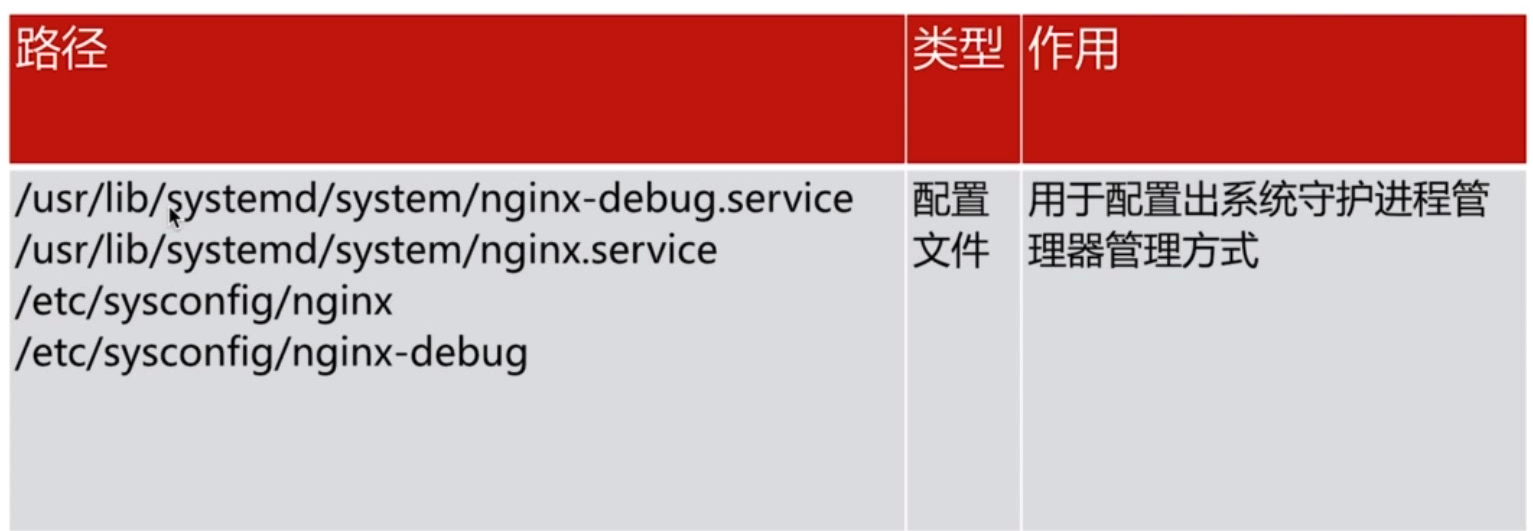 路径 类型 作用
/usr/lib/systemd/system/nginx-debug.service 配置 用于配置出系统守护进程管
/usr/lib/systemd/system/nginx.service 文件 理器管理方式
/etc/sysconfig/nginx
/etc/sysconfig/nginx-debug